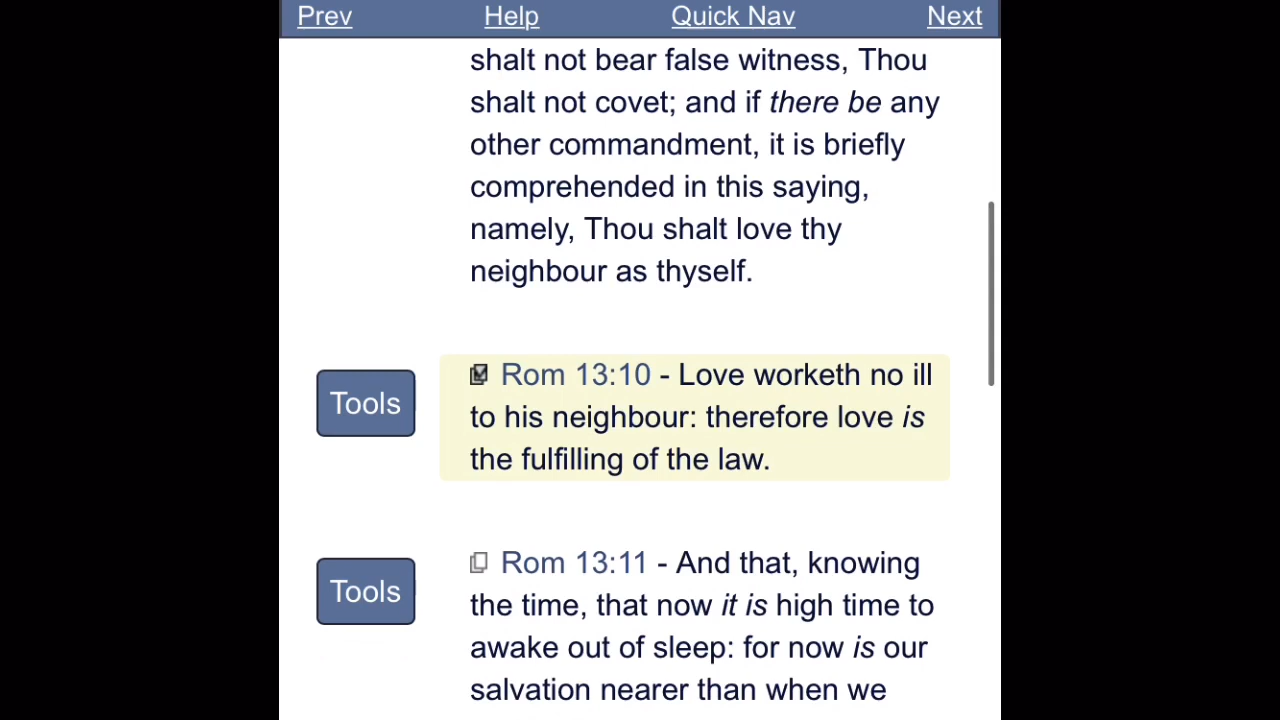 Prev Help Quick Nav Next
shalt not bear false witness, Thou
shalt not covet; and if there be any
other commandment, it is briefly
comprehended in this saying,
namely, Thou shalt love thy
neighbour as thyself.
Tools
Rom 13:10 - Love worketh no ill
to his neighbour: therefore love is
the fulfilling of the law.
Tools
Rom 13:11 - And that, knowing
the time, that now it is high time to
awake out of sleep: for now is our
salvation nearer than when we